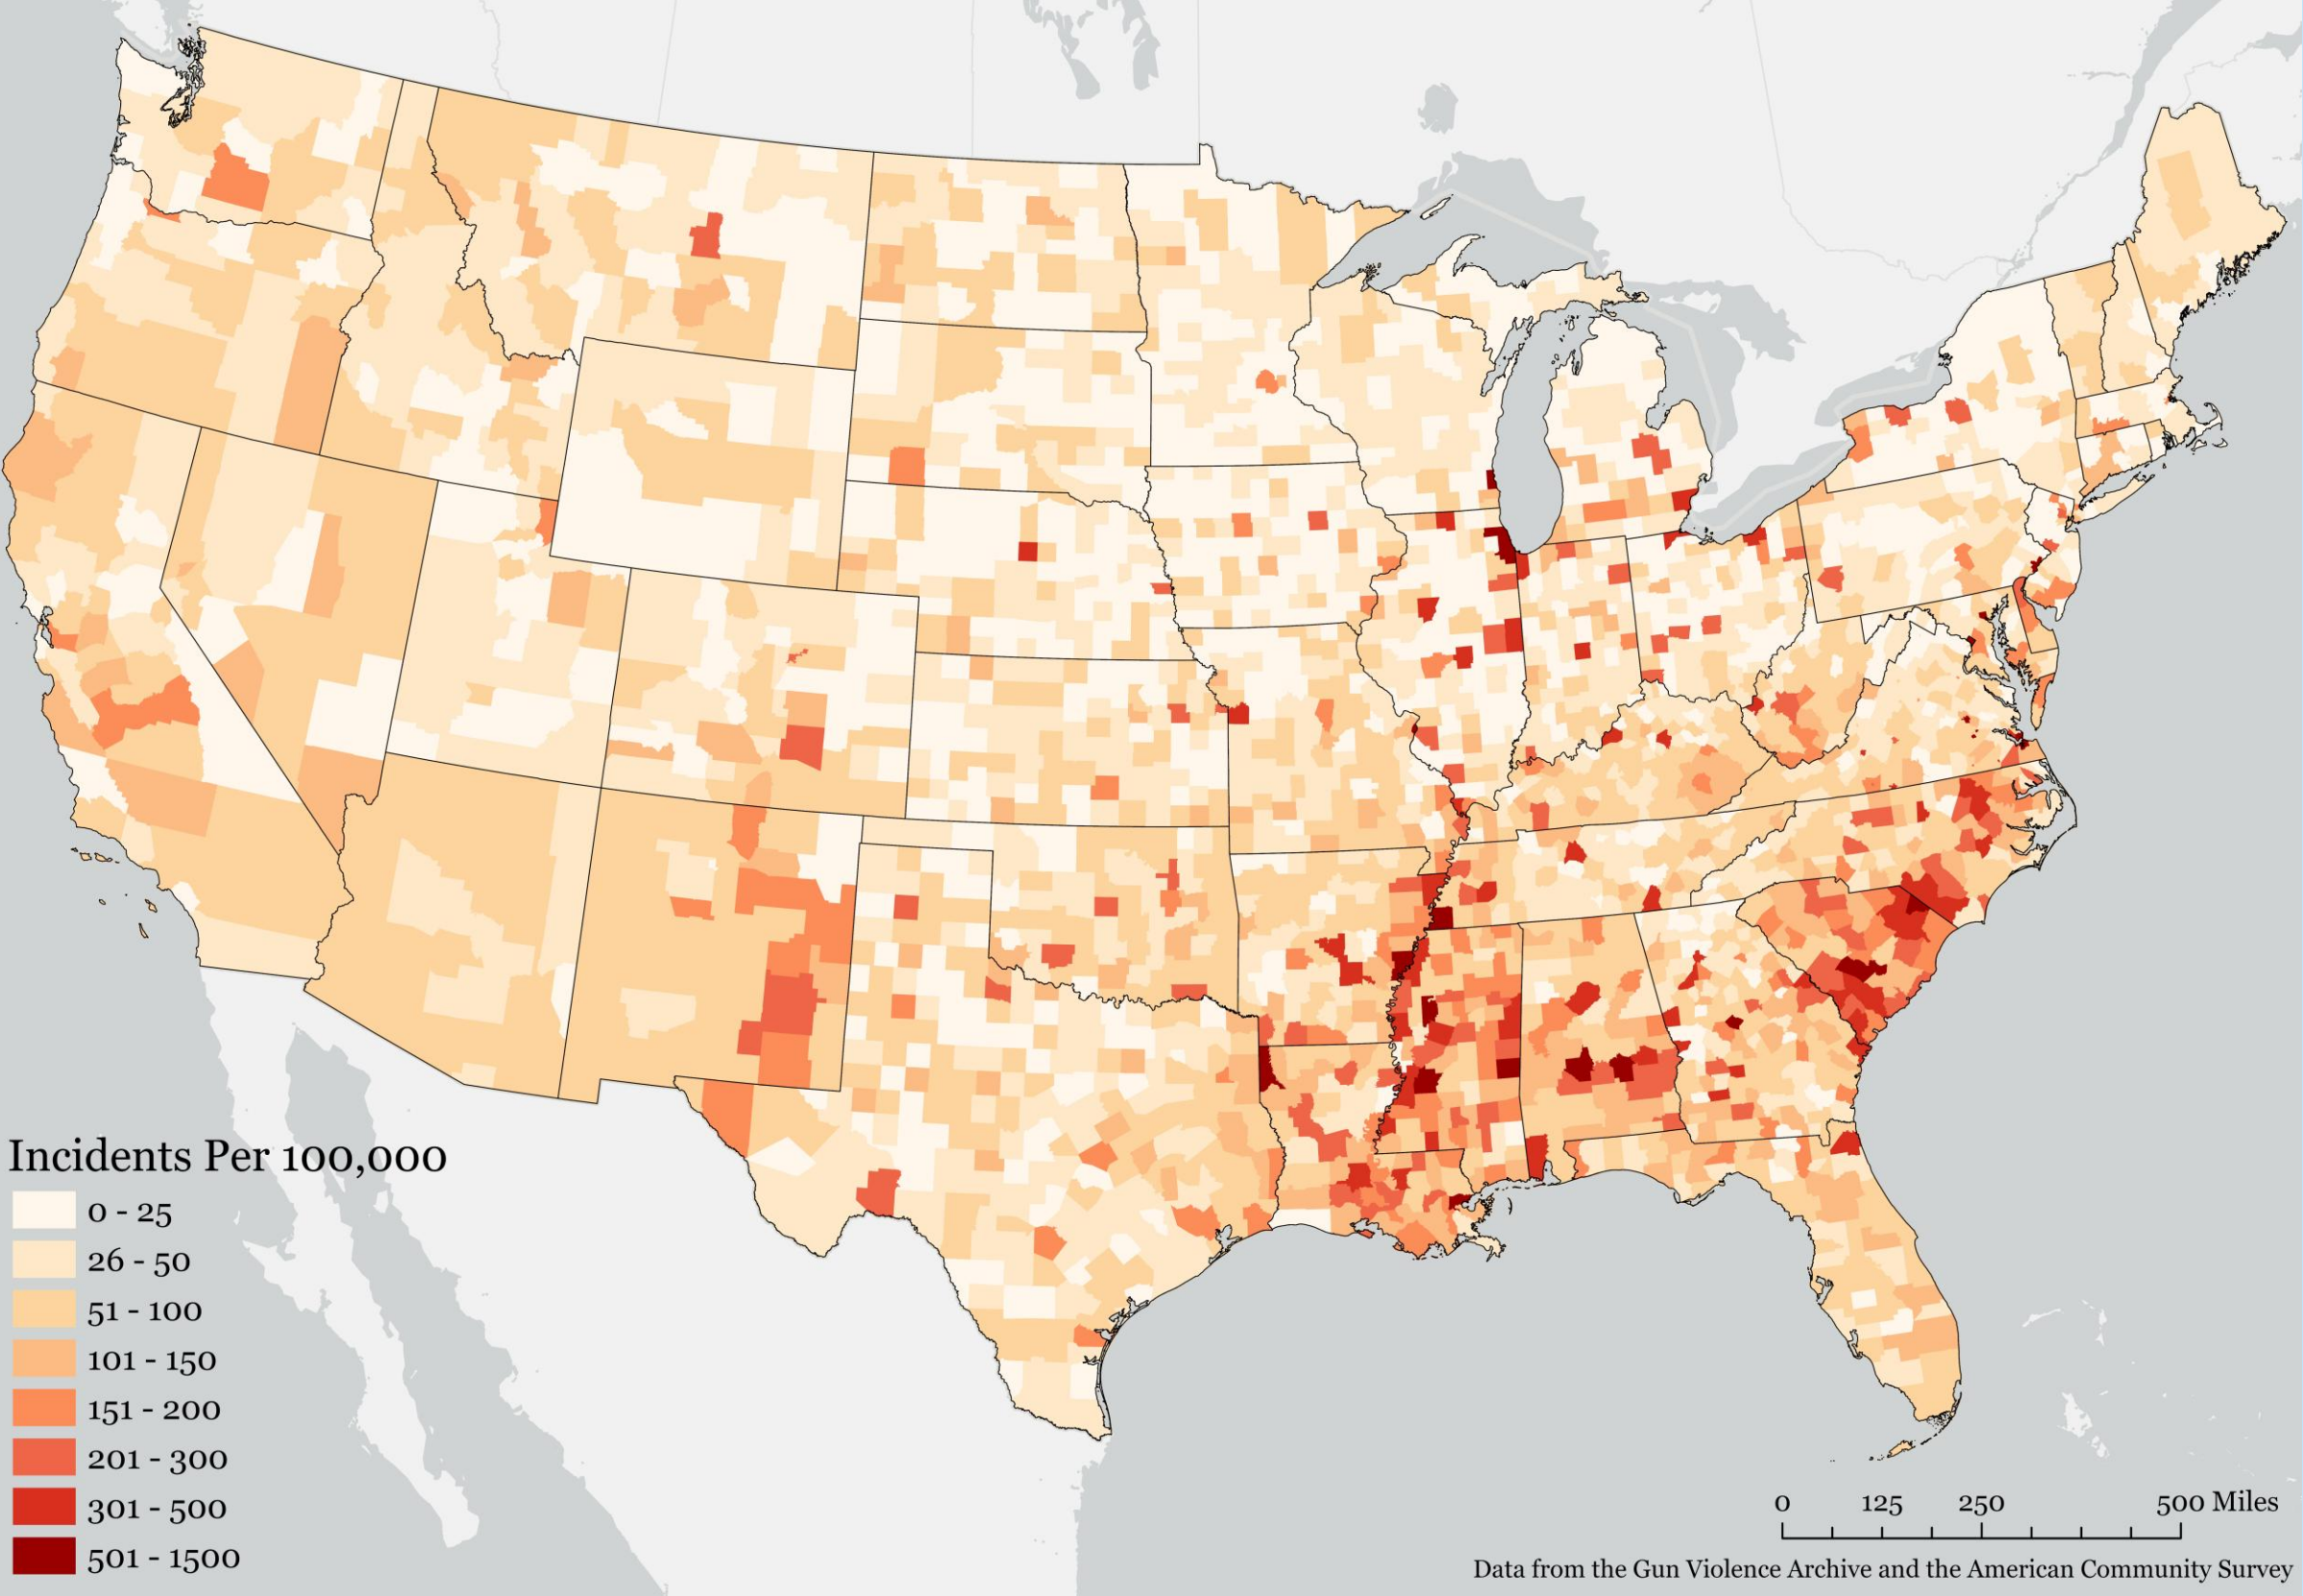 Incidents Per 100,000
0 - 25
26 - 50
51 - 100
101 - 150
151 - 200
201 - 300
301 - 500
501 - 1500
0 125 250 500 Miles
Data from the Gun Violence Archive and the American Community Survey